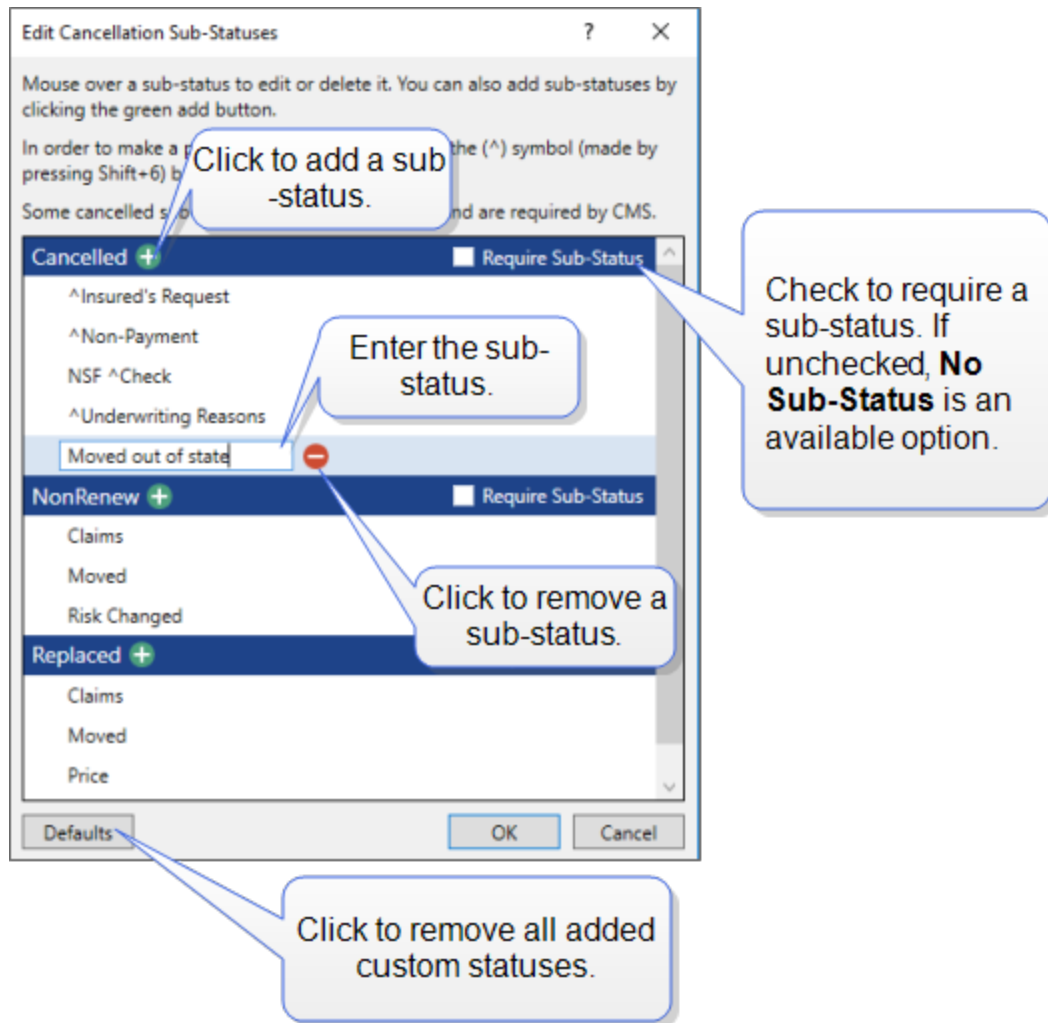 Edit Cancellation Sub-Statuses
?
Mouse over a sub-status to edit or delete it. You can also add sub-statuses by
clicking the green add button.
In order to make a
the (^) symbol (made by
pressing Shift+6)
Some cancelled
are required by CMS.
Click to add a sub
-status.
Cancelled
Require Sub-Status
^Insured's Request
^Non-Payment
NSF ^Check
^Underwriting Reasons
Moved out of state
Enter the sub-
status.
Check to require a
sub-status. If
unchecked, No
Sub-Status is an
available option.
NonRenew
Require Sub-Status
Claims
Moved
Risk Changed
Click to remove a
sub-status.
Replaced
Claims
Moved
Price
Defaults
OK
Cancel
Click to remove all added
custom statuses.